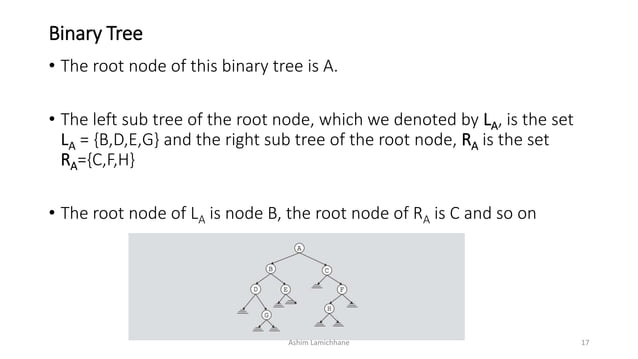 Binary Tree
• The root node of this binary tree is A.
• The left sub tree of the root node, which we denoted by LA, is the set
LA = {B,D,E,G} and the right sub tree of the root node, RA is the set
RA={C,F,H}
• The root node of LA is node B, the root node of RA is C and so on
A
B C
D E F
G H
Ashim Lamichhane 17